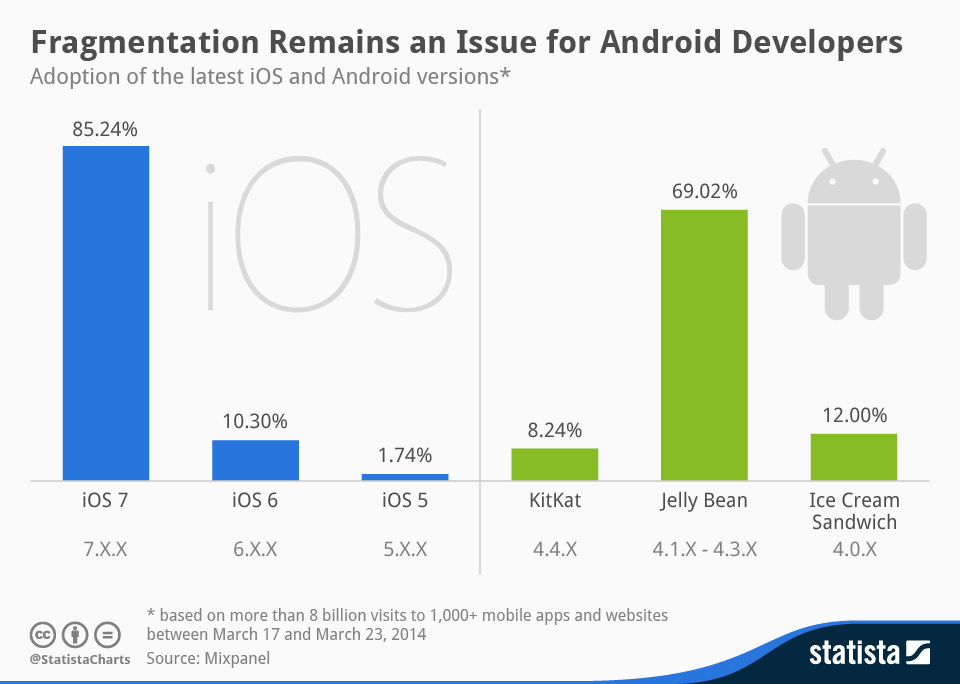 Fragmentation Remains an Issue for Android Developers
Adoption of the latest iOS and Android versions*
85.24%
10.30%
1.74%
iOS
8.24%
69.02%
12.00%
iOS 7
iOS 6
iOS 5
KitKat
Jelly Bean
Ice Cream
Sandwich
7.X.X
6.X.X
5.X.X
4.4.X
4.1.X - 4.3.X
4.0.X
* based on more than 8 billion visits to 1,000+ mobile apps and websites
between March 17 and March 23, 2014
cc
@StatistaCharts
Source: Mixpanel
statista